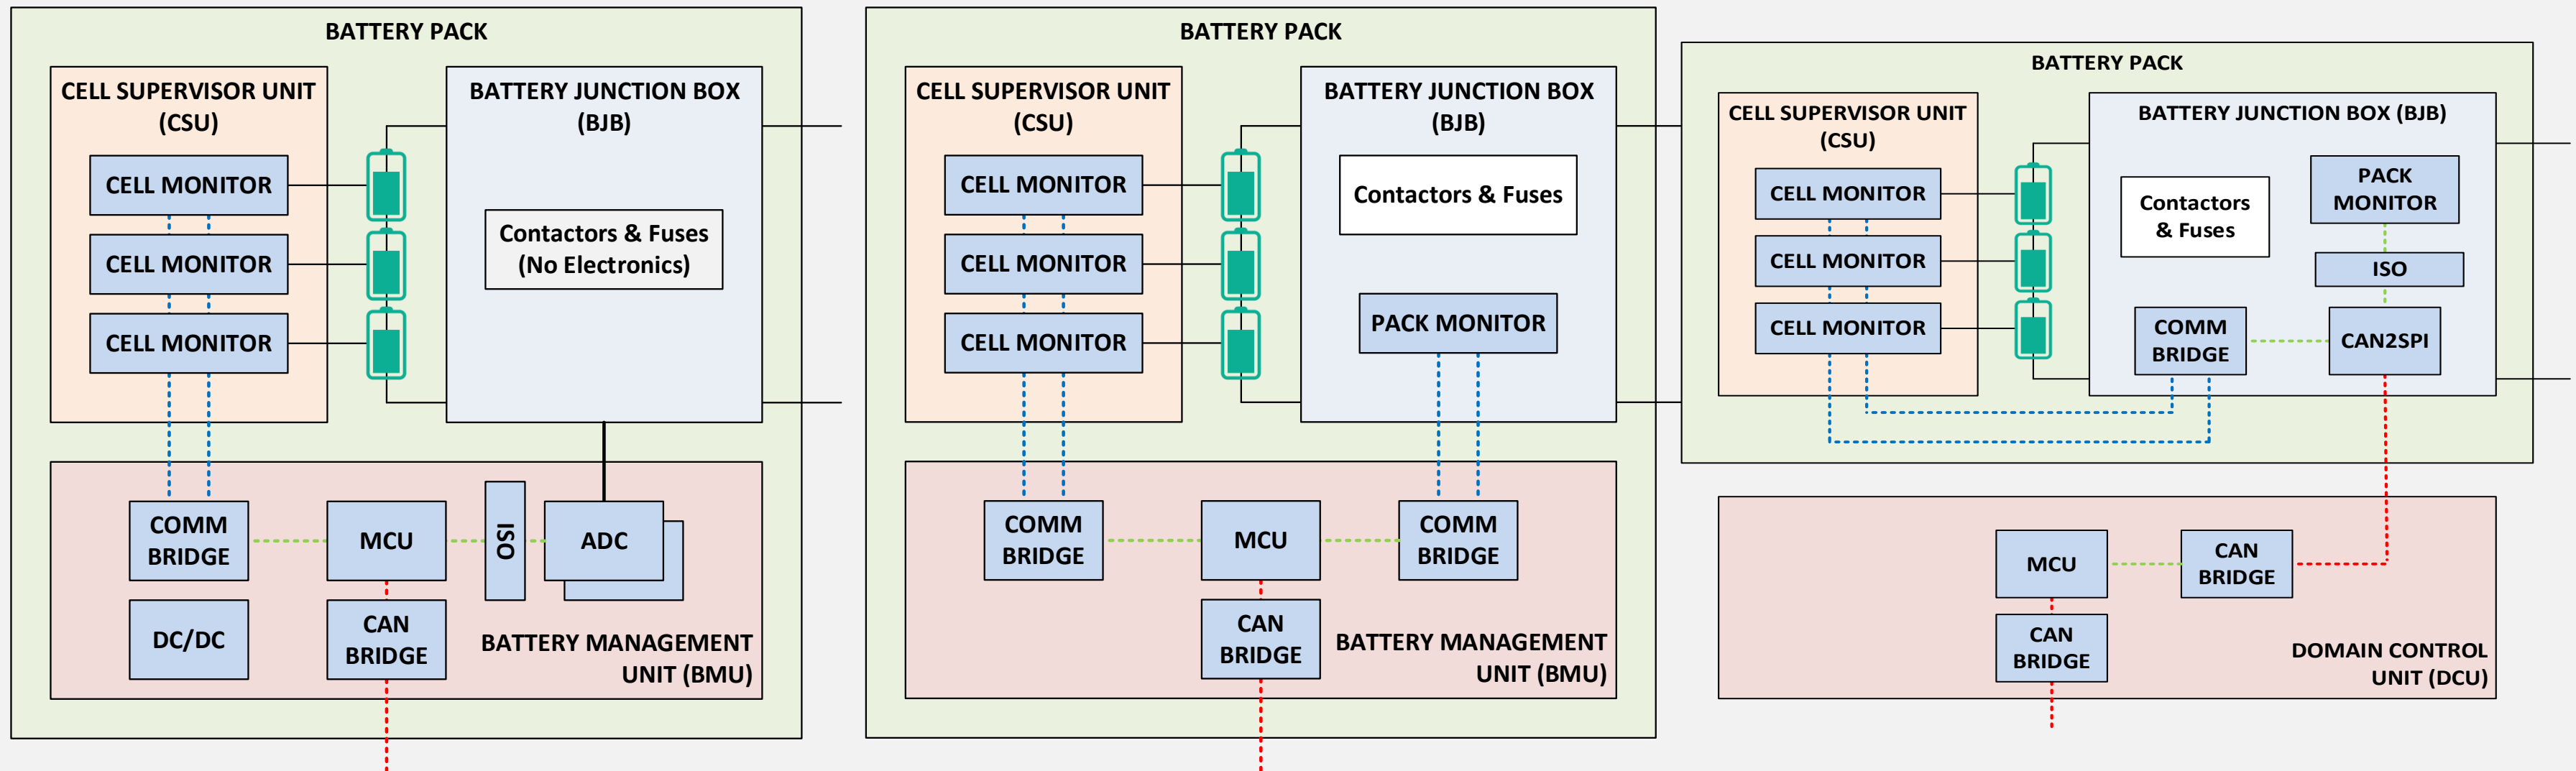 BATTERY PACK
CELL SUPERVISOR UNIT
(CSU)
CELL MONITOR
CELL MONITOR
CELL MONITOR
BATTERY JUNCTION BOX
(BJB)
Contactors & Fuses
(No Electronics)
COMM
BRIDGE
MCU
ISO
ADC
DC/DC
CAN
BRIDGE
BATTERY MANAGEMENT
UNIT (BMU)
BATTERY PACK
CELL SUPERVISOR UNIT
(CSU)
CELL MONITOR
CELL MONITOR
CELL MONITOR
BATTERY JUNCTION BOX
(BJB)
Contactors & Fuses
PACK MONITOR
COMM
BRIDGE
MCU
COMM
BRIDGE
CAN
BRIDGE
BATTERY MANAGEMENT
UNIT (BMU)
BATTERY PACK
CELL SUPERVISOR UNIT
(CSU)
CELL MONITOR
CELL MONITOR
CELL MONITOR
BATTERY JUNCTION BOX (BJB)
Contactors
& Fuses
PACK
MONITOR
ISO
COMM
BRIDGE
CAN2SPI
MCU
CAN
BRIDGE
CAN
BRIDGE
DOMAIN CONTROL
UNIT (DCU)